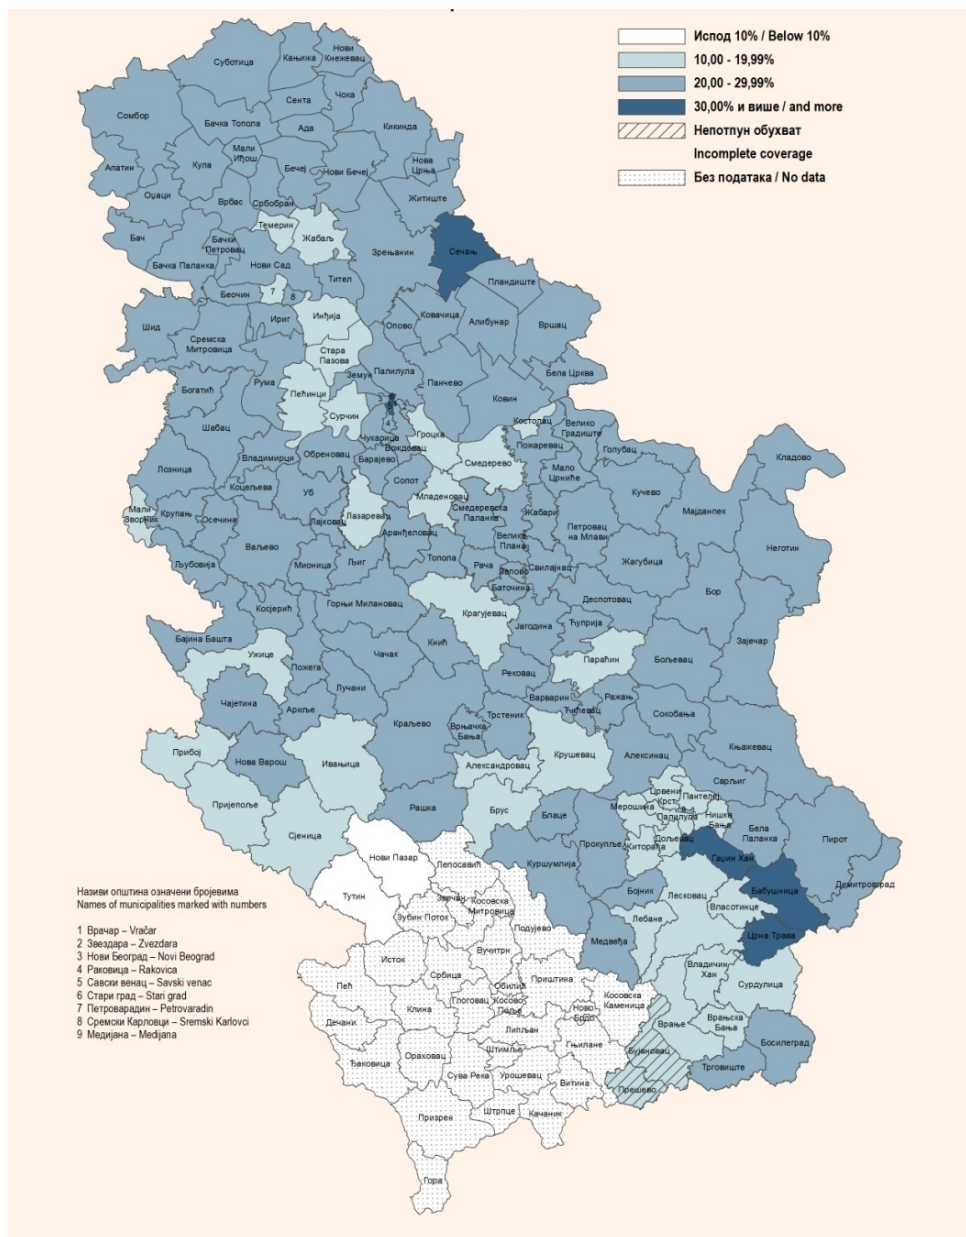 Испод 10% / Below 10%
10,00 - 19,99%
20,00 - 29,99%
30,00% и више / and more
Непотпун обухват
Incomplete coverage
Без података / No data
Суботица
Кањижа
Нови
Кнежевац
Сомбор
Бачка Топола
Сента
Чока
Ада
Кикинда
Апатин
Кула
Мали
Иђош
Бечеј
Нови Бечеј
Нова
Црња
Оџаци
Врбас
Србобран
Житиште
Темерин
Жабаљ
Бач
Бачки
Петровац
Зрењанин
Сечањ
Бачка Паланка
Нови Сад
Тител
Пландиште
Беочин
7
8
Шид
Сремска
Митровица
Ириг
Инђија
Опово
Ковачица
Алибунар
Вршац
Стара
Пазова
Земун
Палилула
Панчево
Бела Црква
Богатић
Рума
Пећинци
Сурчин
3
4
Ковин
Шабац
Чукарица
Вождовац
Гроцка
Костолац
Велико
Градиште
Пожаревац
Голубац
Кладово
Лозница
Владимирци
Обреновац
Барајево
Смедерево
Мало
Црниће
Кучево
Мајданпек
Коцељева
Уб
Сопот
Младеновац
Мали
Зворник
Крупањ
Осечина
Лајковац
Лазаревац
Смедеревска
Паланка
Жабари
Петровац
на Млави
Неготин
Ваљево
Аранђеловац
Велика
Плана
Љубовија
Мионица
Љиг
Топола
Рача
Лапово
Свилајнац
Жагубица
Баточина
Бор
Косјерић
Горњи Милановац
Крагујевац
Деспотовац
Бајина Башта
Јагодина
Ћуприја
Зајечар
Ужице
Чачак
Кнић
Параћин
Бољевац
Пожега
Рековац
Чајетина
Лучани
Варварин
Ражањ
Ариље
Краљево
Врњачка
Бања
Трстеник
Ћићевац
Сокобања
Прибој
Нова Варош
Ивањица
Александровац
Крушевац
Алексинац
Књажевац
Пријепоље
Сврљиг
Сјеница
Рашка
Брус
Блаце
Мерошина
Црвени
Крст
Пантелеј
9
Палилула
Нишка
Бања
Нови Пазар
Лепосавић
Куршумлија
Прокупље
Житорађа
Дољевац
Гаџин Хан
Бела
Паланка
Пирот
Тутин
Звечан
Косовска
Митровица
Бојник
Лесковац
Бабушница
Димитровград
Зубин Поток
Подујево
Медвеђа
Лебане
Власотинце
Црна Трава
Исток
Србица
Вучитрн
Владичин
Хан
Сурдулица
Пећ
Обилић
Приштина
Косовска
Каменица
Дечани
Клина
Глоговац
Косово
Поље
Ново
Брдо
Врање
Врањска
Бања
Ђаковица
Ораховац
Липљан
Штимље
Гњилане
Бујановац
Босилеград
Сува Река
Урошевац
Витина
Прешево
Трговиште
Призрен
Штрпце
Качаник
Гора
Називи општина означени бројевима
Names of municipalities marked with numbers
1 Врачар – Vračar
2 Звездара – Zvezdara
3 Нови Београд – Novi Beograd
4 Раковица – Rakovica
5 Савски венац – Savski venac
6 Стари град – Stari grad
7 Петроварадин – Petrovaradin
8 Сремски Карловци – Sremski Karlovci
9 Медијана – Medijana